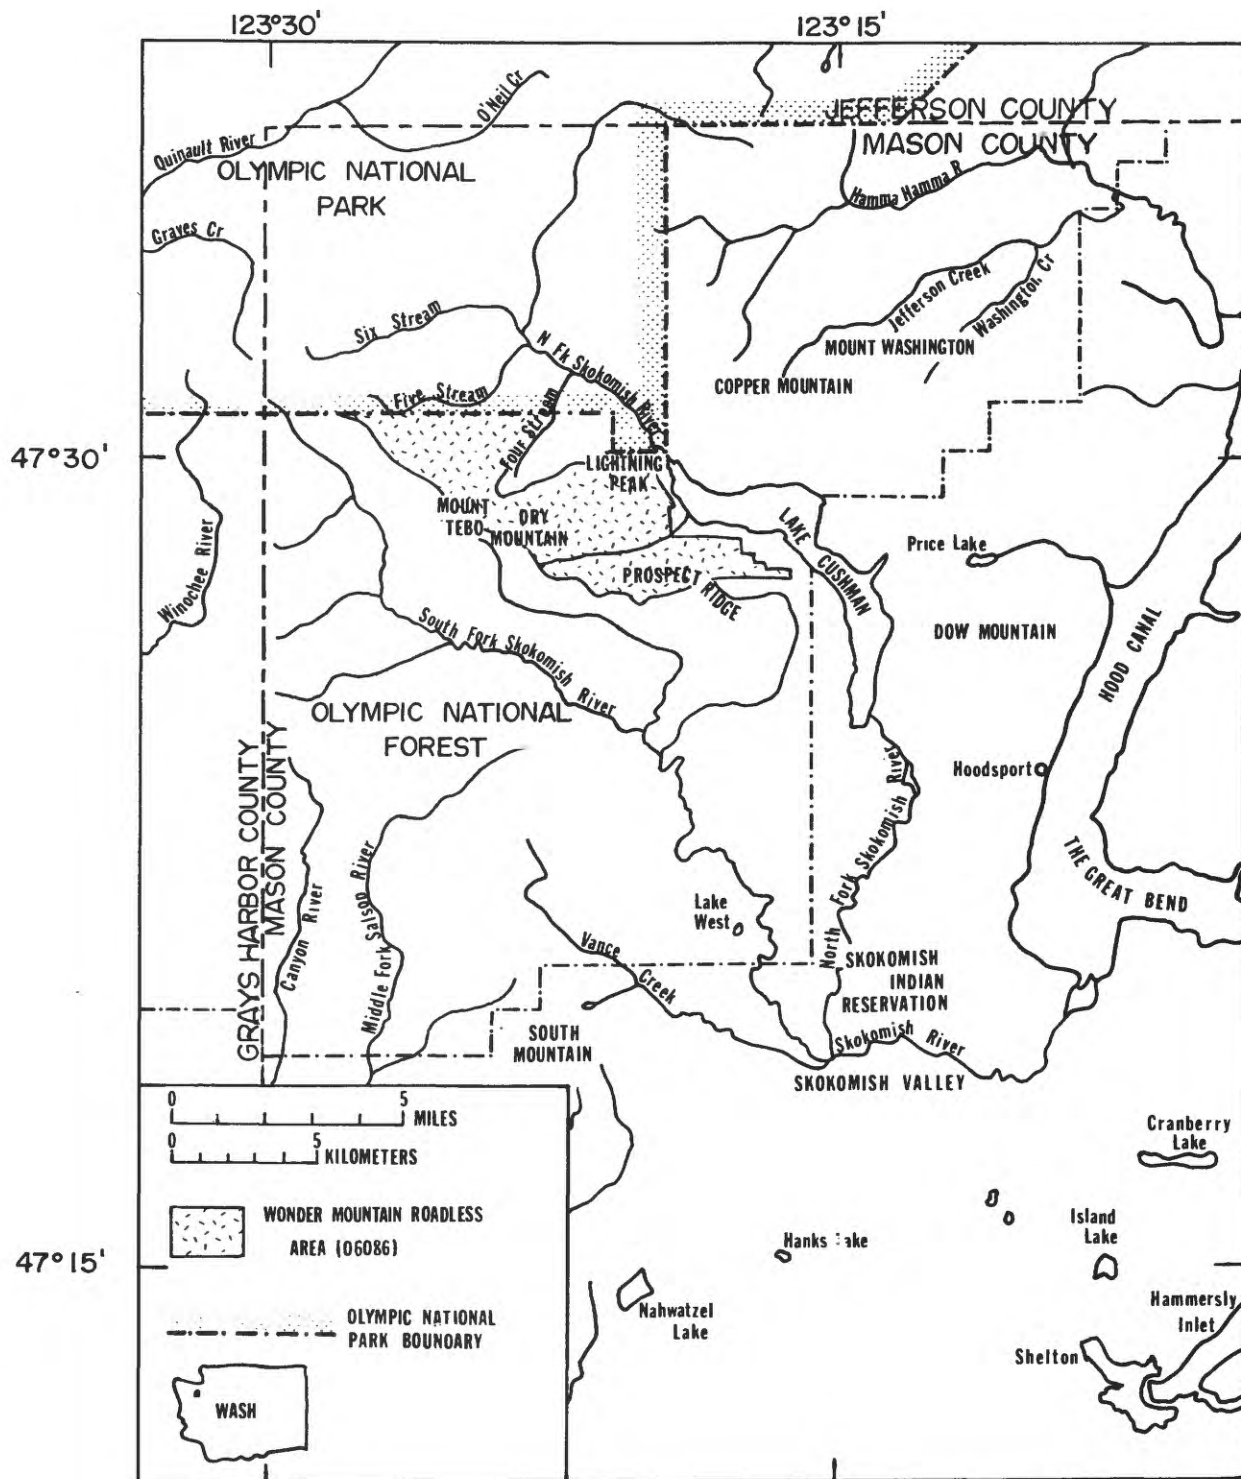 123°30'
123°15'
O'Neil Cr
JEFFERSON COUNTY
MASON COUNTY
Quinault River
OLYMPIC NATIONAL
PARK
Hamma Hamma R
Graves Cr
Jefferson Creek
Washington Cr
Six Stream
N Fk Skokomish River
MOUNT WASHINGTON
COPPER MOUNTAIN
Five Stream
Four Stream
47°30'
LIGHTNING
PEAK
MOUNT
TEBO
DRY
MOUNTAIN
LAKE CUSHMAN
Price Lake
Winochee River
PROSPECT RIDGE
DOW MOUNTAIN
HOOD CANAL
South Fork Skokomish River
OLYMPIC NATIONAL
FOREST
GRAYS HARBOR COUNTY
MASON COUNTY
Hoodsport
North Fork Skokomish River
THE GREAT BEND
Canyon River
Middle Fork Salsop River
Lake
West
Vance Creek
SKOKOMISH
INDIAN
RESERVATION
SOUTH
MOUNTAIN
Skokomish River
SKOKOMISH VALLEY
0 5
MILES
0 5
KILOMETERS
Cranberry
Lake
WONDER MOUNTAIN ROADLESS
AREA (06086)
Island
Lake
Hanks
47°15'
Nahwatzel
Lake
Hammersly
Inlet
OLYMPIC NATIONAL
PARK BOUNOARY
Shelton
WASH